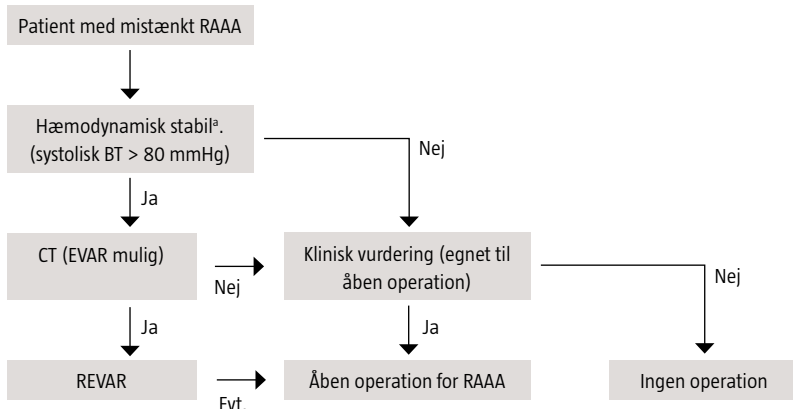 Patient med mistænkt RAAA
Hæmodynamisk stabilᵃ.
(systolisk BT > 80 mmHg)
Nej
Ja
CT (EVAR mulig)
Nej
Klinisk vurdering (egnet til
åben operation)
Nej
Ja
Ja
REVAR
Evt.
Åben operation for RAAA
Ingen operation